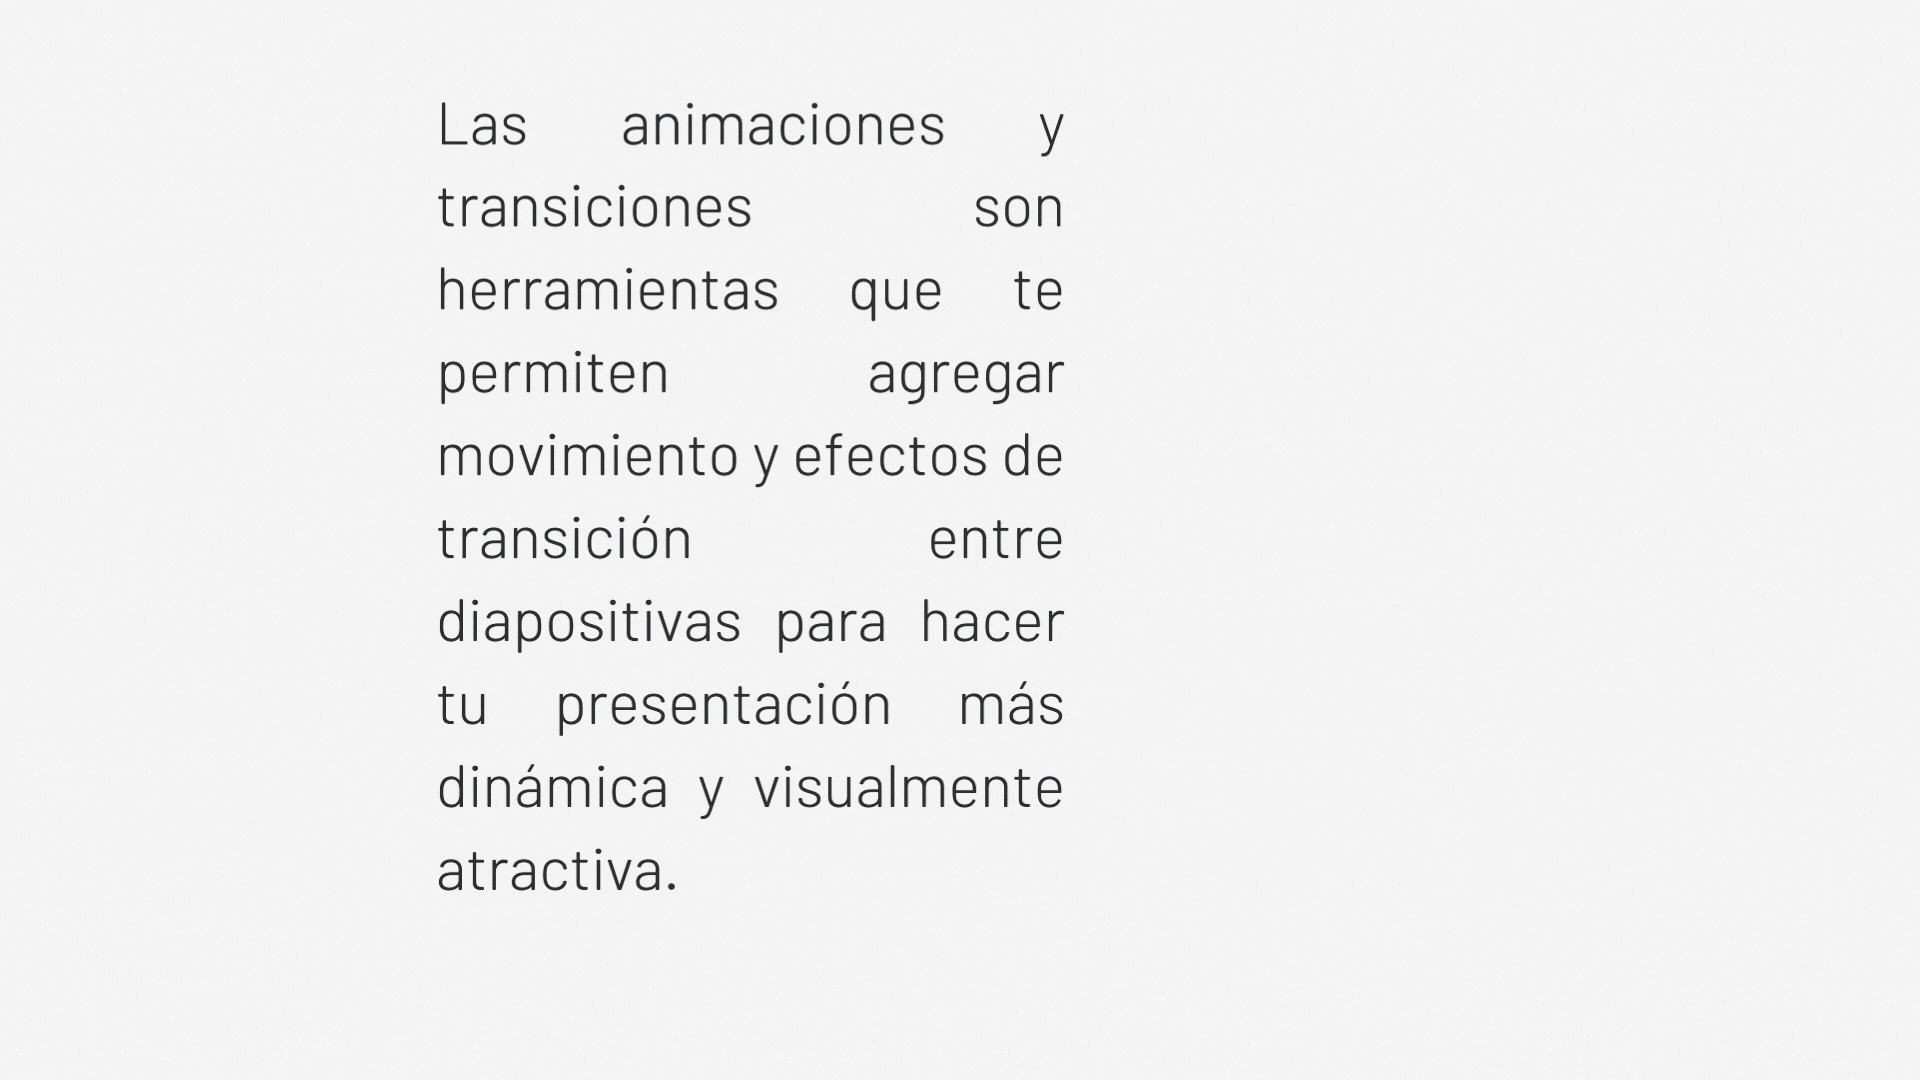 Las animaciones y
transiciones son
herramientas que te
permiten agregar
movimiento y efectos de
transición entre
diapositivas para hacer
tu presentación más
dinámica y visualmente
atractiva.